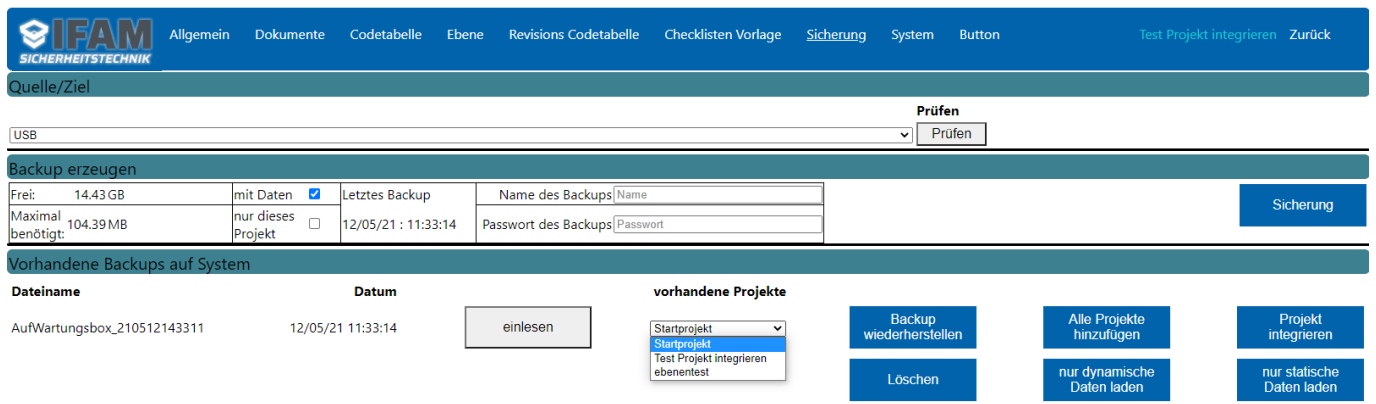 IFAM
SICHERHEITSTECHNIK
Allgemein Dokumente Codetabelle Ebene Revisions Codetabelle Checklisten Vorlage Sicherung System Button Test Projekt integrieren Zurück
Quelle/Ziel
Prüfen
USB Prüfen
Backup erzeugen
Frei: 14.43 GB mit Daten Letztes Backup Name des Backups Name
Maximal benötigt: 104.39 MB nur dieses Projekt 12/05/21 : 11:33:14 Passwort des Backups Passwort
Sicherung
Vorhandene Backups auf System
Dateiname Datum vorhandene Projekte
AufWartungsbox_210512143311 12/05/21 11:33:14 einlesen Startprojekt
Startprojekt
Test Projekt integrieren
ebenentest
Backup wiederherstellen
Alle Projekte hinzufügen
Projekt integrieren
Löschen
nur dynamische Daten laden
nur statische Daten laden